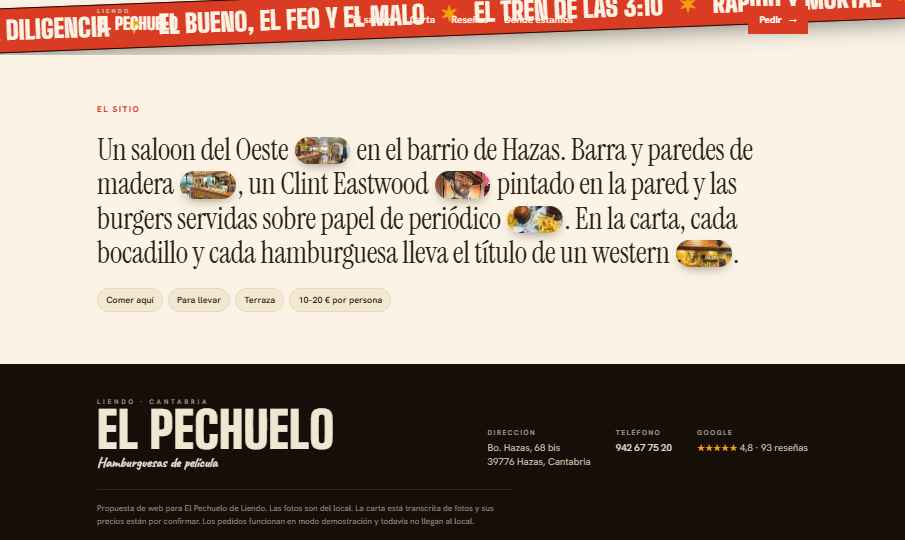 DILIGENCIA
EL BUENO, EL FEO Y EL MALO
EL TREN DE LAS 3:10
RÁPIDO Y MORTAL
LIENDO
EL PECHUELO
Carta
Reservas
Dónde estamos
Pedir →
EL SITIO
Un saloon del Oeste en el barrio de Hazas. Barra y paredes de
madera , un Clint Eastwood pintado en la pared y las
burgers servidas sobre papel de periódico . En la carta, cada
bocadillo y cada hamburguesa lleva el título de un western .
Comer aquí
Para llevar
Terraza
10-20 € por persona
LIENDO · CANTABRIA
EL PECHUELO
Hamburguesas de película
DIRECCIÓN
Bo. Hazas, 68 bis
39776 Hazas, Cantabria
TELÉFONO
942 67 75 20
GOOGLE
★★★★★ 4,8 · 93 reseñas
Propuesta de web para El Pechuelo de Liendo. Las fotos son del local. La carta está transcrita de fotos y sus
precios están por confirmar. Los pedidos funcionan en modo demostración y todavía no llegan al local.